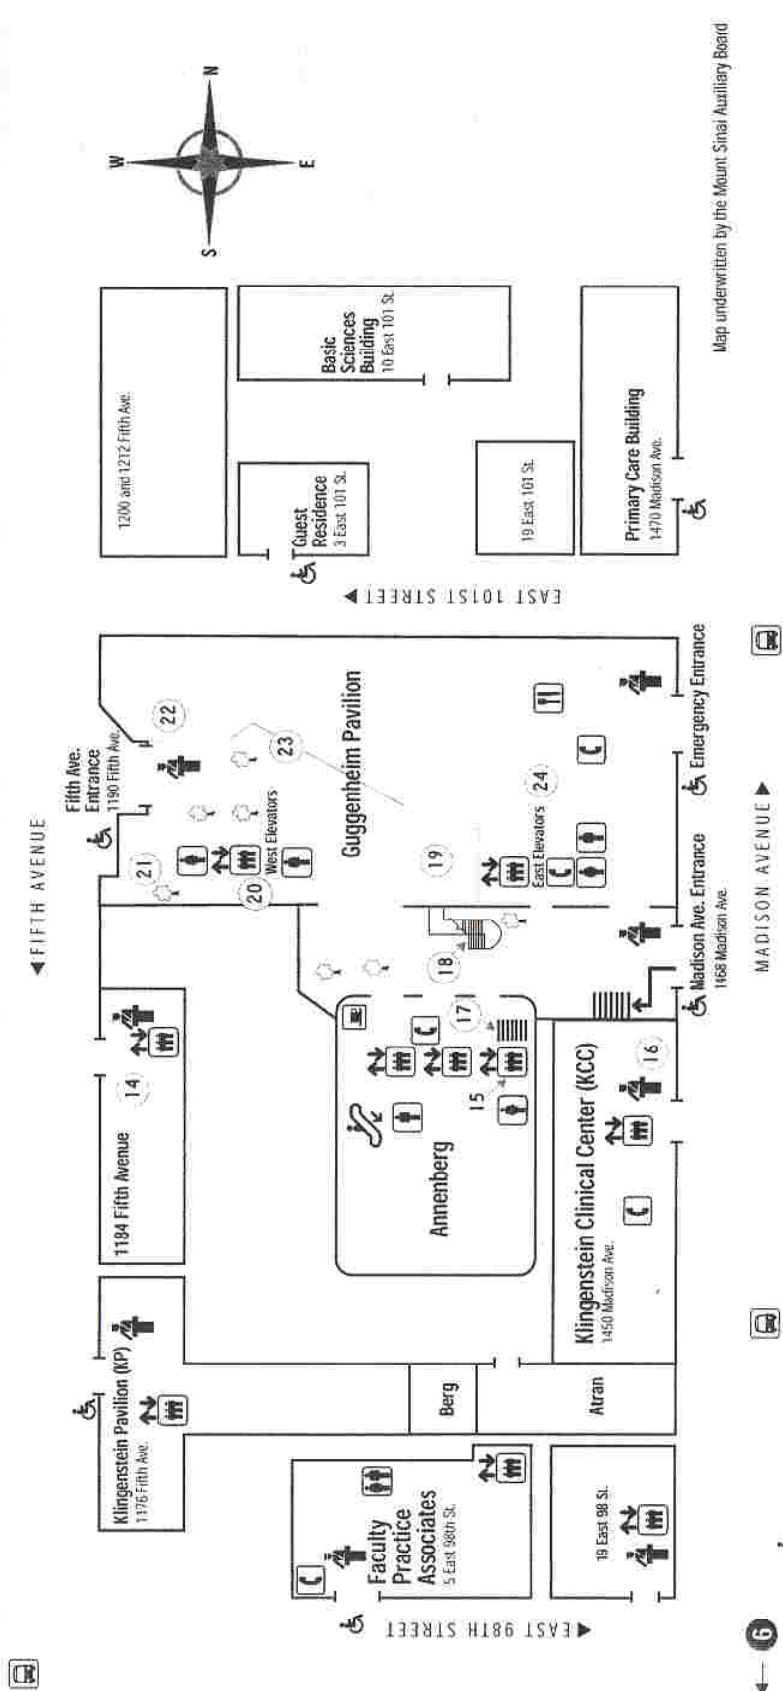 Map underwritten by the Mount Sinai Auxiliary Board
N
W
E
S
1200 and 1212 Fifth Ave.
Basic
Sciences
Building
10 East 101 St.
Guest
Residence
3 East 101 St.
19 East 101 St.
Primary Care Building
1470 Madison Ave.
EAST 101ST STREET
FIFTH AVENUE
Fifth Ave.
Entrance
1190 Fifth Ave.
22
23
21
20
West Elevators
Guggenheim Pavilion
19
24
East Elevators
Emergency Entrance
MADISON AVENUE
Madison Ave. Entrance
1468 Madison Ave.
18
17
15
16
14
1184 Fifth Avenue
Annenberg
Klingenstein Clinical Center (KCC)
1450 Madison Ave.
Klingenstein Pavilion (KP)
1176 Fifth Ave.
Berg
Atran
Faculty
Practice
Associates
5 East 98th St.
19 East 98 St.
EAST 98TH STREET
6